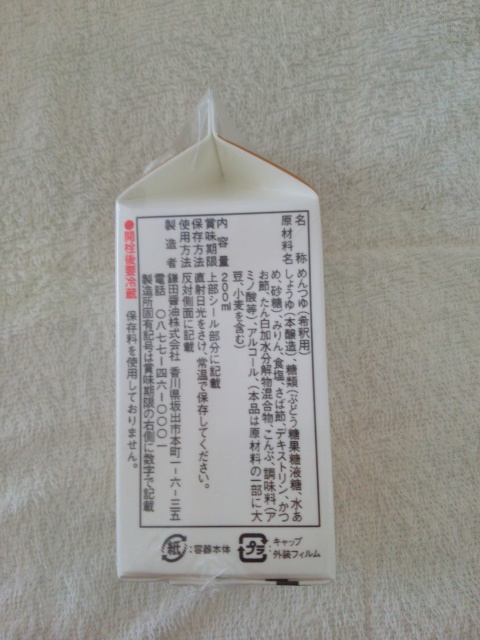 名　称　めんつゆ(希釈用)
原材料名　しょうゆ(本醸造)、糖類(ぶどう糖果糖液糖、水あ
め、砂糖)、みりん、食塩、さば節、デキストリン、かつ
お節、たん白加水分解物混合物、こんぶ、調味料(ア
ミノ酸等)、アルコール、(本品は原材料の一部に大
豆、小麦を含む)
内容量　200ml
賞味期限　上部シール部分に記載
保存方法　直射日光をさけ、常温で保存してください。
使用方法　反対側面に記載
製造者　鎌田醤油株式会社　香川県坂出市本町一-六-三五
電話　〇八七七-四六-〇〇〇一
製造所固有記号は賞味期限の右側に数字で記載
●開栓後要冷蔵　保存料を使用しておりません。
紙：容器本体
プラ：キャップ
外装フィルム